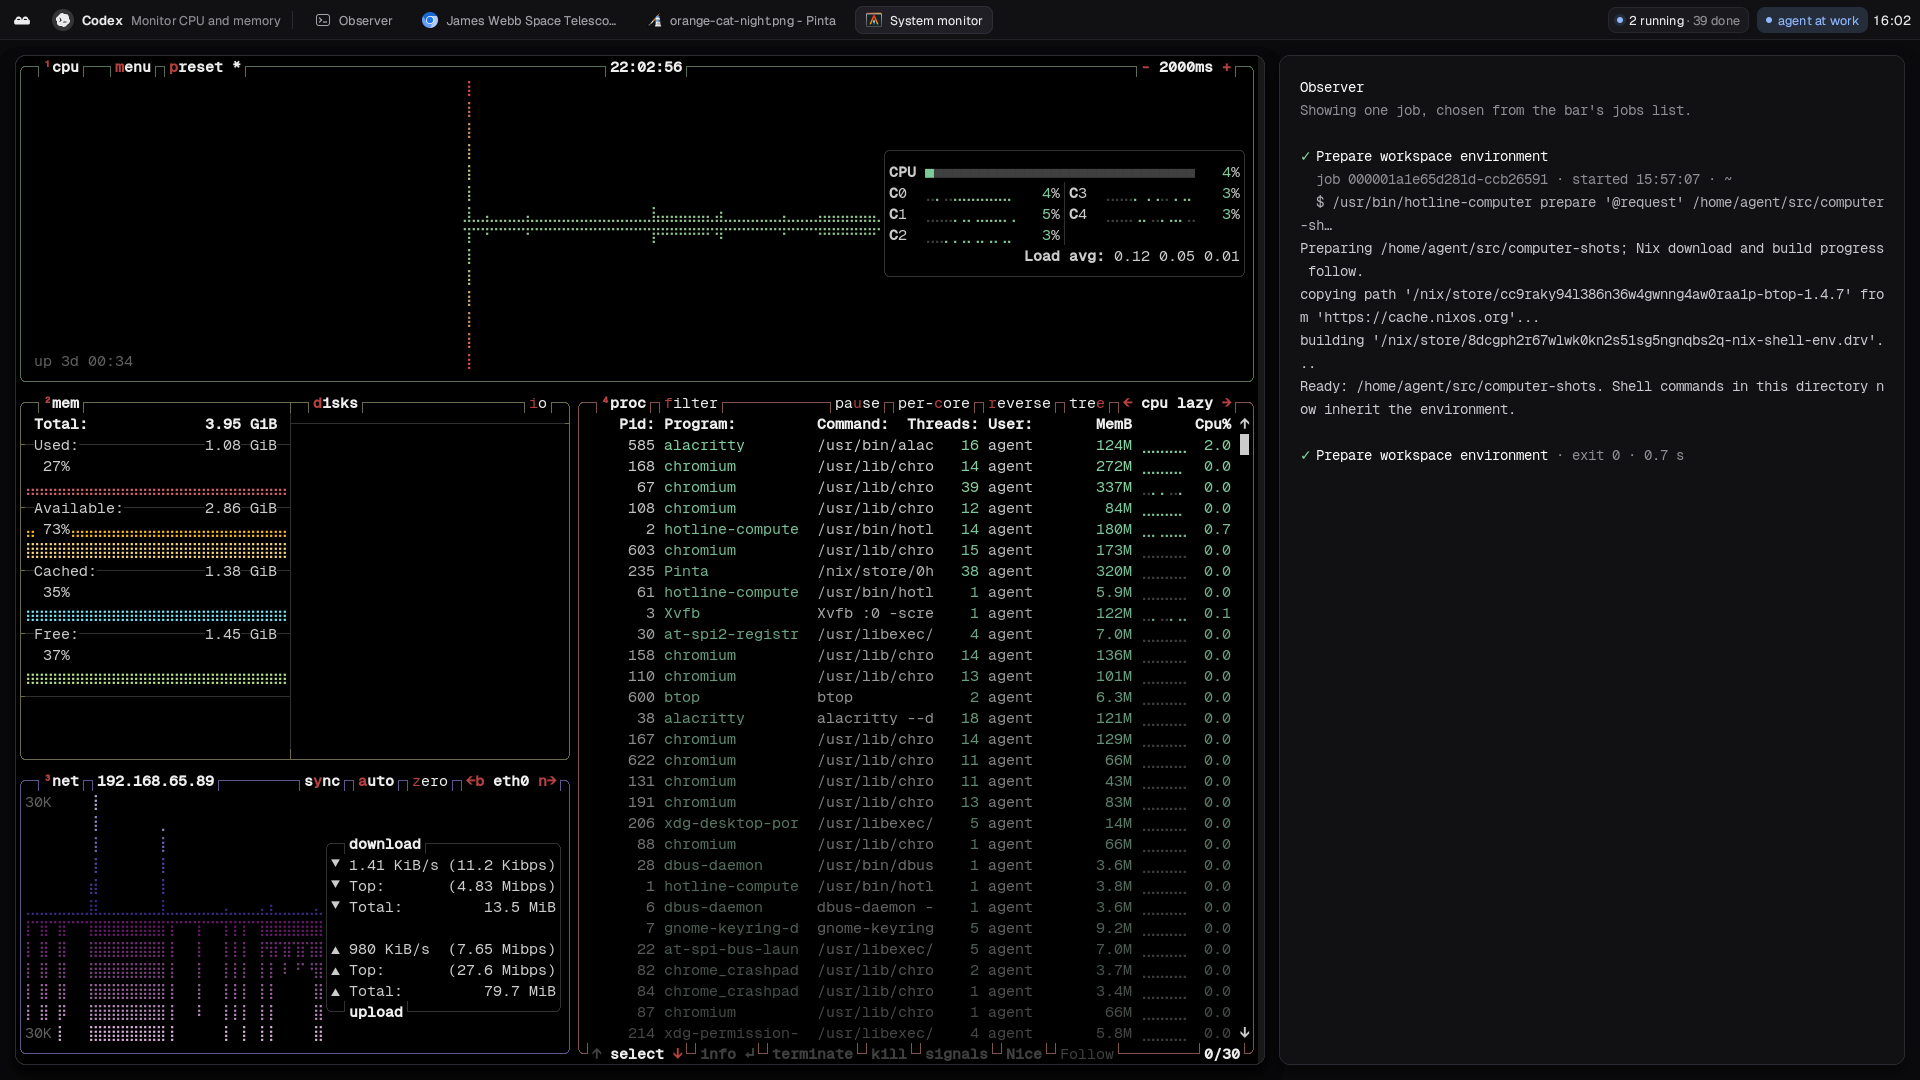 Codex Monitor CPU and memory
Observer
James Webb Space Telesco...
orange-cat-night.png - Pinta
System monitor
2 running · 39 done
agent at work
16:02
¹cpu menu preset * 22:02:56 - 2000ms +
CPU 4%
C0 4% C3 3%
C1 5% C4 3%
C2 3%
Load avg: 0.12 0.05 0.01
up 3d 00:34
²mem disks io
Total: 3.95 GiB
Used: 1.08 GiB
27%
Available: 2.86 GiB
73%
Cached: 1.38 GiB
35%
Free: 1.45 GiB
37%
³net 192.168.65.89 sync auto zero ←b eth0 n→
30K
download
▼ 1.41 KiB/s (11.2 Kibps)
▼ Top: (4.83 Mibps)
▼ Total: 13.5 MiB
▲ 980 KiB/s (7.65 Mibps)
▲ Top: (27.6 Mibps)
▲ Total: 79.7 MiB
upload
30K
⁴proc filter pause per-core reverse tree ← cpu lazy →
Pid: Program: Command: Threads: User: MemB Cpu% ↑
585 alacritty /usr/bin/alac 16 agent 124M 2.0
168 chromium /usr/lib/chro 14 agent 272M 0.0
67 chromium /usr/lib/chro 39 agent 337M 0.0
108 chromium /usr/lib/chro 12 agent 84M 0.0
2 hotline-compute /usr/bin/hotl 14 agent 180M 0.7
603 chromium /usr/lib/chro 15 agent 173M 0.0
235 Pinta /nix/store/0h 38 agent 320M 0.0
61 hotline-compute /usr/bin/hotl 1 agent 5.9M 0.0
3 Xvfb Xvfb :0 -scre 1 agent 122M 0.1
30 at-spi2-registr /usr/libexec/ 4 agent 7.0M 0.0
158 chromium /usr/lib/chro 14 agent 136M 0.0
110 chromium /usr/lib/chro 13 agent 101M 0.0
600 btop btop 2 agent 6.3M 0.0
38 alacritty alacritty --d 18 agent 121M 0.0
167 chromium /usr/lib/chro 14 agent 129M 0.0
622 chromium /usr/lib/chro 11 agent 66M 0.0
131 chromium /usr/lib/chro 11 agent 43M 0.0
191 chromium /usr/lib/chro 13 agent 83M 0.0
206 xdg-desktop-por /usr/libexec/ 5 agent 14M 0.0
88 chromium /usr/lib/chro 1 agent 66M 0.0
28 dbus-daemon /usr/bin/dbus 1 agent 3.6M 0.0
1 hotline-compute /usr/bin/hotl 1 agent 3.8M 0.0
6 dbus-daemon dbus-daemon - 1 agent 3.6M 0.0
7 gnome-keyring-d gnome-keyring 5 agent 9.2M 0.0
22 at-spi-bus-laun /usr/libexec/ 5 agent 7.0M 0.0
82 chrome_crashpad /usr/lib/chro 2 agent 3.7M 0.0
84 chrome_crashpad /usr/lib/chro 1 agent 3.4M 0.0
87 chromium /usr/lib/chro 1 agent 66M 0.0
214 xdg-permission- /usr/libexec/ 4 agent 5.8M 0.0 ↓
↑ select ↓ info ↵ terminate kill signals Nice Follow 0/30
Observer
Showing one job, chosen from the bar's jobs list.
✓ Prepare workspace environment
job 000001a1e65d281d-ccb26591 · started 15:57:07 · ~
$ /usr/bin/hotline-computer prepare '@request' /home/agent/src/computer
-sh…
Preparing /home/agent/src/computer-shots; Nix download and build progress
follow.
copying path '/nix/store/cc9raky94l386n36w4gwnng4aw0raa1p-btop-1.4.7' fro
m 'https://cache.nixos.org'...
building '/nix/store/8dcgph2r67wlwk0kn2s51sg5ngnqbs2q-nix-shell-env.drv'.
..
Ready: /home/agent/src/computer-shots. Shell commands in this directory n
ow inherit the environment.
✓ Prepare workspace environment · exit 0 · 0.7 s